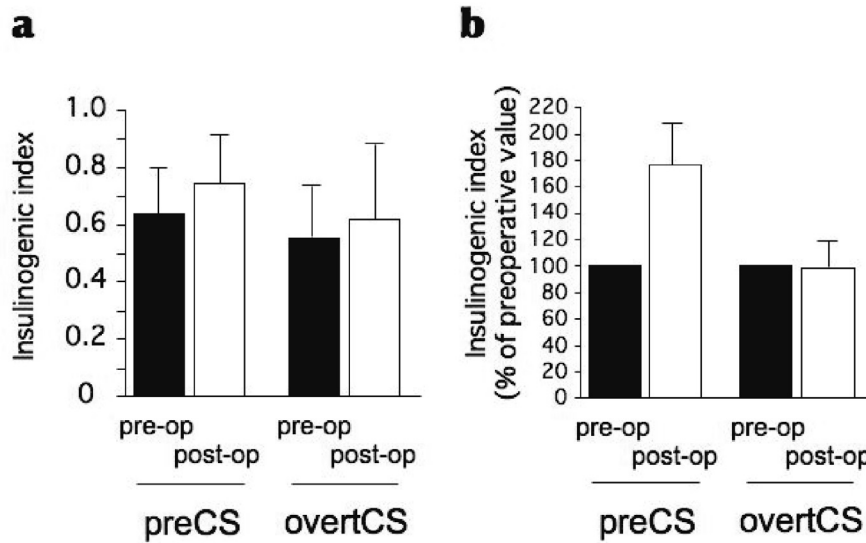 a
Insulinogenic index
1.0
0.8
0.6
0.4
0.2
0
pre-op
post-op
pre-op
post-op
preCS
overtCS
b
Insulinogenic index
(% of preoperative value)
220
200
180
160
140
120
100
80
60
40
20
0
pre-op
post-op
pre-op
post-op
preCS
overtCS